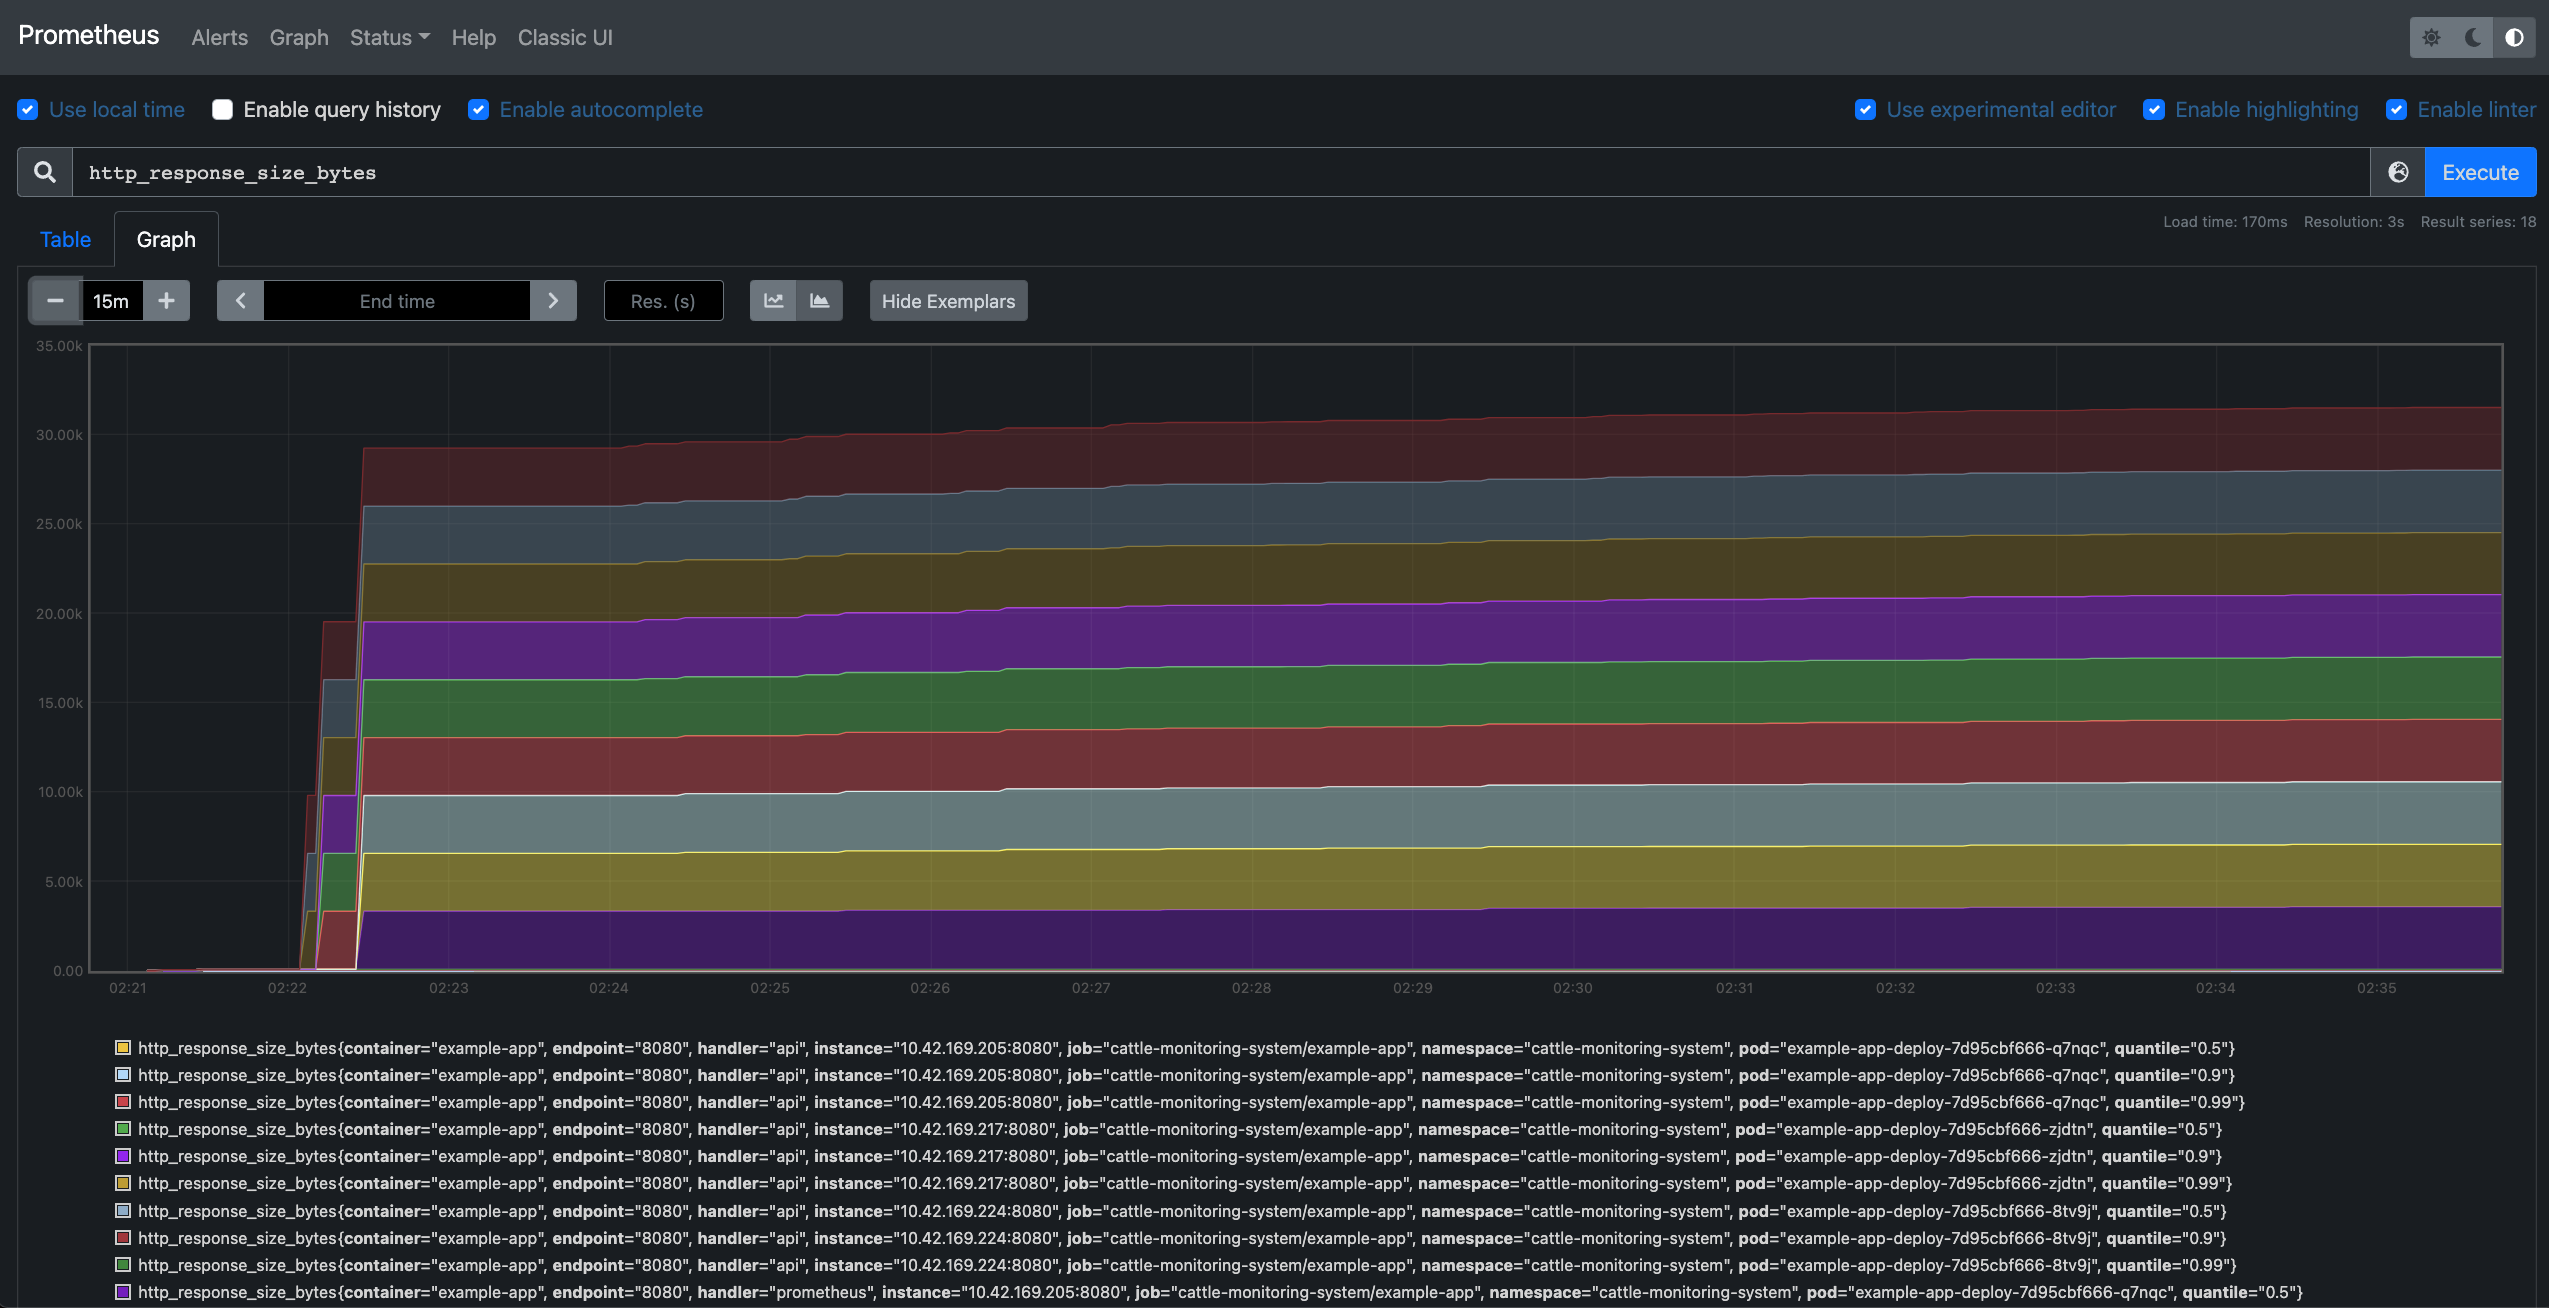 Prometheus Alerts Graph Status Help Classic UI
Use local time Enable query history Enable autocomplete Use experimental editor Enable highlighting Enable linter
http_response_size_bytes Execute
Table Graph Load time: 170ms Resolution: 3s Result series: 18
− 15m + End time Res. (s) Hide Exemplars
35.00k
30.00k
25.00k
20.00k
15.00k
10.00k
5.00k
0.00
02:21 02:22 02:23 02:24 02:25 02:26 02:27 02:28 02:29 02:30 02:31 02:32 02:33 02:34 02:35
http_response_size_bytes{container="example-app", endpoint="8080", handler="api", instance="10.42.169.205:8080", job="cattle-monitoring-system/example-app", namespace="cattle-monitoring-system", pod="example-app-deploy-7d95cbf666-q7nqc", quantile="0.5"}
http_response_size_bytes{container="example-app", endpoint="8080", handler="api", instance="10.42.169.205:8080", job="cattle-monitoring-system/example-app", namespace="cattle-monitoring-system", pod="example-app-deploy-7d95cbf666-q7nqc", quantile="0.9"}
http_response_size_bytes{container="example-app", endpoint="8080", handler="api", instance="10.42.169.205:8080", job="cattle-monitoring-system/example-app", namespace="cattle-monitoring-system", pod="example-app-deploy-7d95cbf666-q7nqc", quantile="0.99"}
http_response_size_bytes{container="example-app", endpoint="8080", handler="api", instance="10.42.169.217:8080", job="cattle-monitoring-system/example-app", namespace="cattle-monitoring-system", pod="example-app-deploy-7d95cbf666-zjdtn", quantile="0.5"}
http_response_size_bytes{container="example-app", endpoint="8080", handler="api", instance="10.42.169.217:8080", job="cattle-monitoring-system/example-app", namespace="cattle-monitoring-system", pod="example-app-deploy-7d95cbf666-zjdtn", quantile="0.9"}
http_response_size_bytes{container="example-app", endpoint="8080", handler="api", instance="10.42.169.217:8080", job="cattle-monitoring-system/example-app", namespace="cattle-monitoring-system", pod="example-app-deploy-7d95cbf666-zjdtn", quantile="0.99"}
http_response_size_bytes{container="example-app", endpoint="8080", handler="api", instance="10.42.169.224:8080", job="cattle-monitoring-system/example-app", namespace="cattle-monitoring-system", pod="example-app-deploy-7d95cbf666-8tv9j", quantile="0.5"}
http_response_size_bytes{container="example-app", endpoint="8080", handler="api", instance="10.42.169.224:8080", job="cattle-monitoring-system/example-app", namespace="cattle-monitoring-system", pod="example-app-deploy-7d95cbf666-8tv9j", quantile="0.9"}
http_response_size_bytes{container="example-app", endpoint="8080", handler="api", instance="10.42.169.224:8080", job="cattle-monitoring-system/example-app", namespace="cattle-monitoring-system", pod="example-app-deploy-7d95cbf666-8tv9j", quantile="0.99"}
http_response_size_bytes{container="example-app", endpoint="8080", handler="prometheus", instance="10.42.169.205:8080", job="cattle-monitoring-system/example-app", namespace="cattle-monitoring-system", pod="example-app-deploy-7d95cbf666-q7nqc", quantile="0.5"}